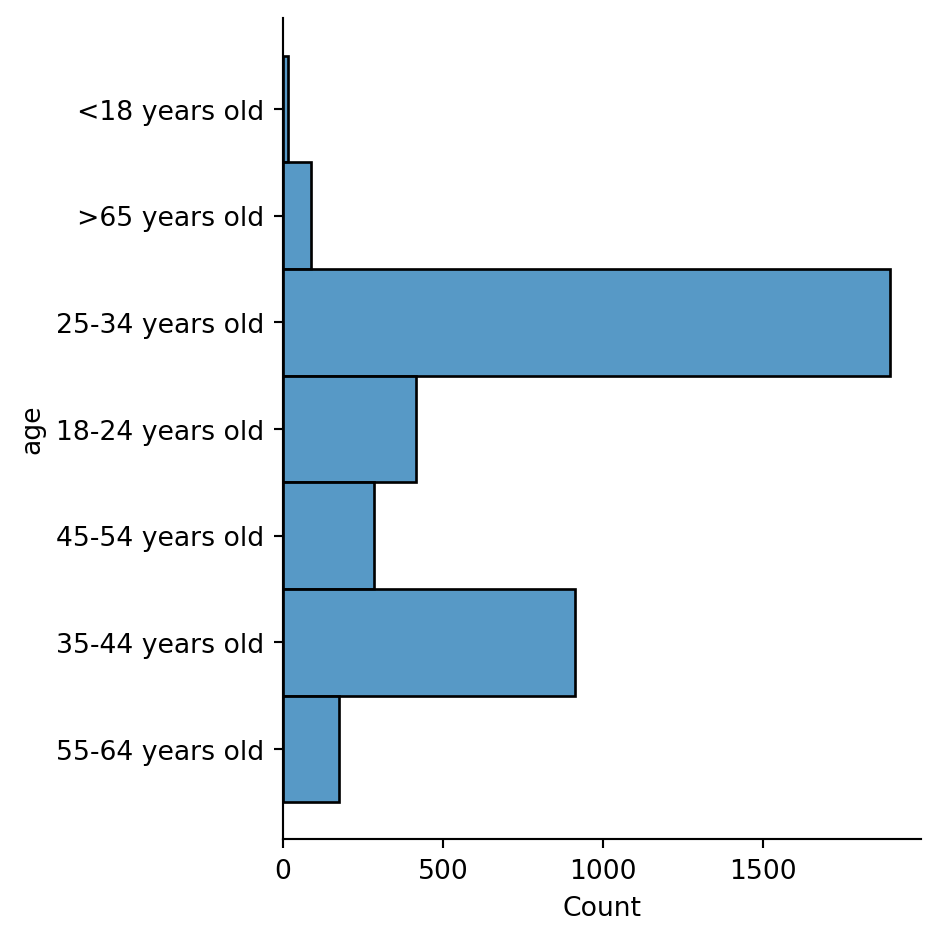 <18 years old
>65 years old
25-34 years old
18-24 years old
45-54 years old
35-44 years old
55-64 years old
age
0 500 1000 1500
Count